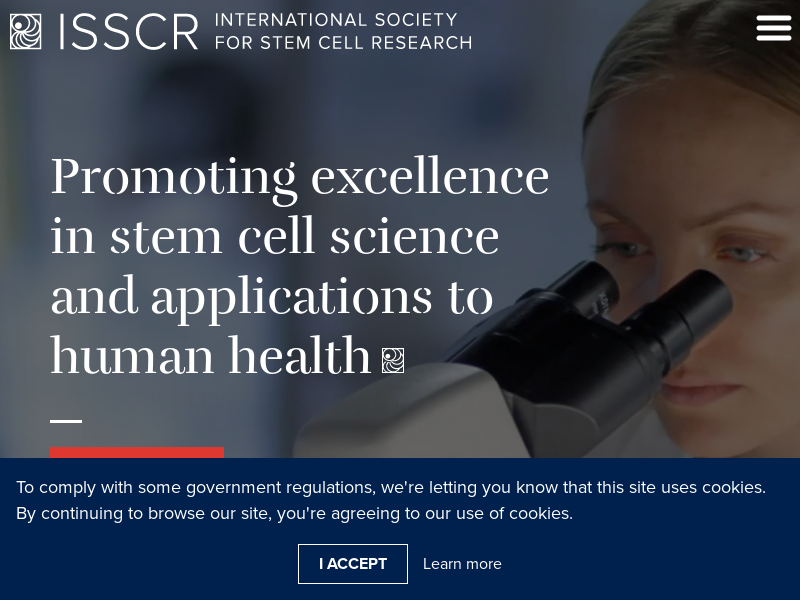 ISSCR
INTERNATIONAL SOCIETY
FOR STEM CELL RESEARCH
Promoting excellence
in stem cell science
and applications to
human health
To comply with some government regulations, we're letting you know that this site uses cookies.
By continuing to browse our site, you're agreeing to our use of cookies.
I ACCEPT
Learn more